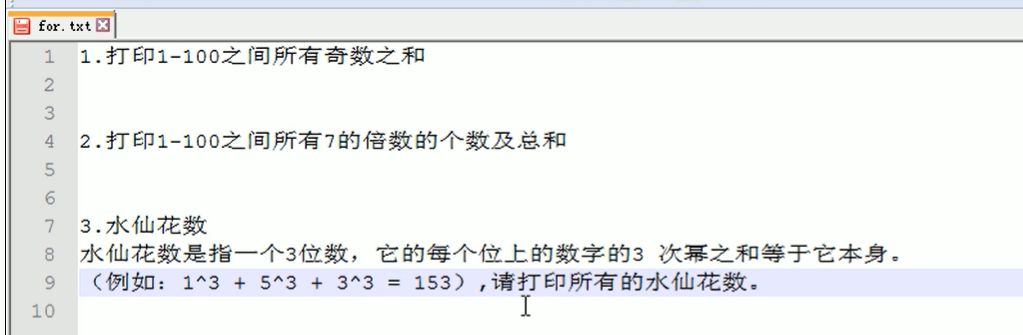 for.txt
1 1.打印1-100之间所有奇数之和
2
3
4 2.打印1-100之间所有7的倍数的个数及总和
5
6
7 3.水仙花数
8 水仙花数是指一个3位数，它的每个位上的数字的3 次幂之和等于它本身。
9 （例如：1^3 + 5^3 + 3^3 = 153）,请打印所有的水仙花数。
10